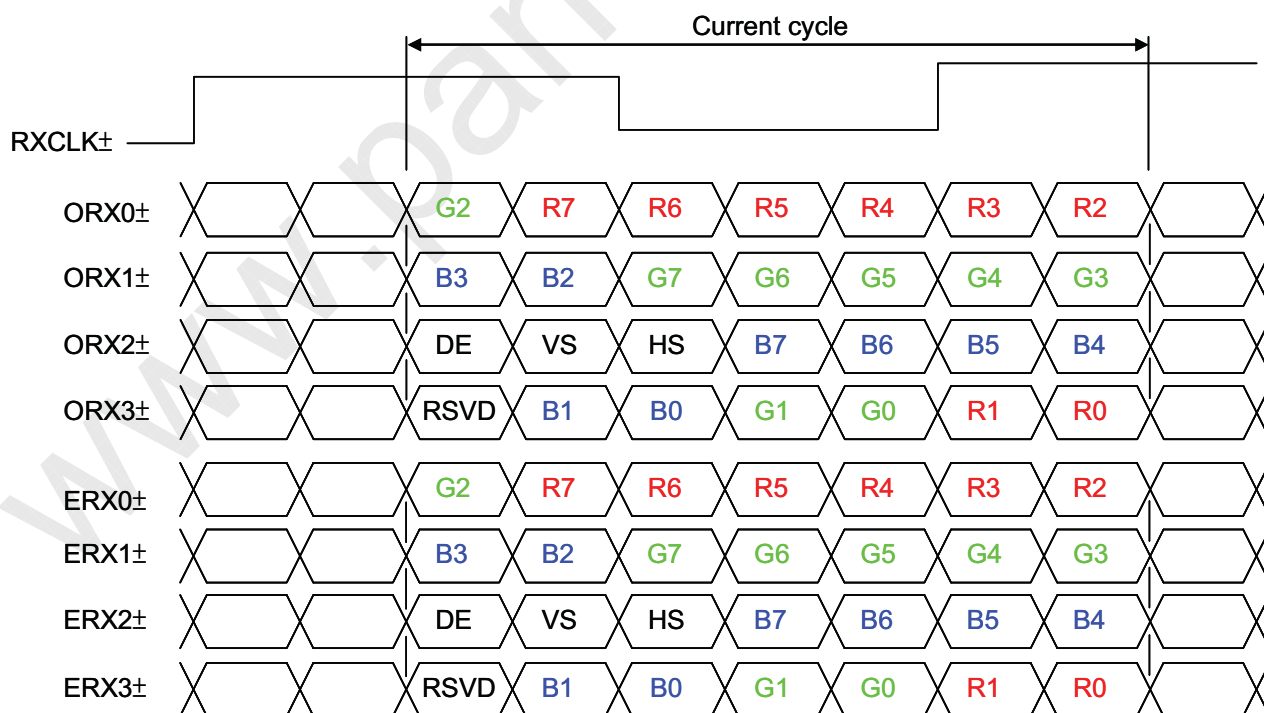 Current cycle
RXCLK±
ORX0± G2 R7 R6 R5 R4 R3 R2
ORX1± B3 B2 G7 G6 G5 G4 G3
ORX2± DE VS HS B7 B6 B5 B4
ORX3± RSVD B1 B0 G1 G0 R1 R0
ERX0± G2 R7 R6 R5 R4 R3 R2
ERX1± B3 B2 G7 G6 G5 G4 G3
ERX2± DE VS HS B7 B6 B5 B4
ERX3± RSVD B1 B0 G1 G0 R1 R0
www.pan